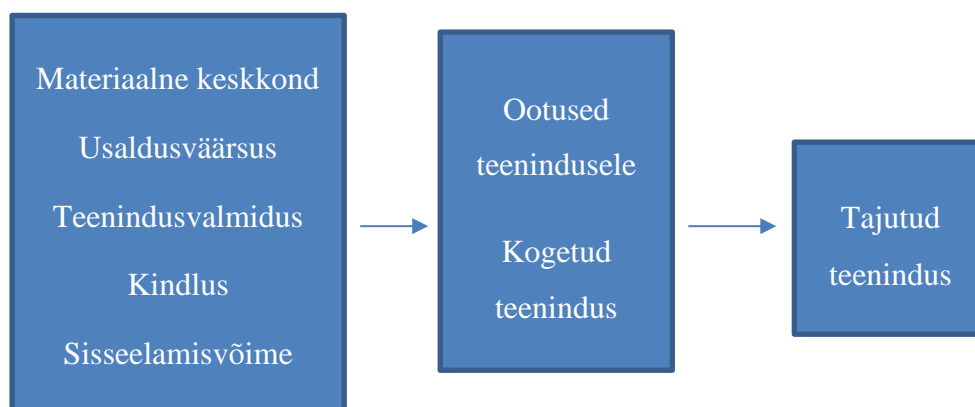 Materiaalne keskkond
Usaldusväärsus
Teenindusvalmidus
Kindlus
Sisseelamisvõime
Ootused
teenindusele
Kogetud
teenindus
Tajutud
teenindus